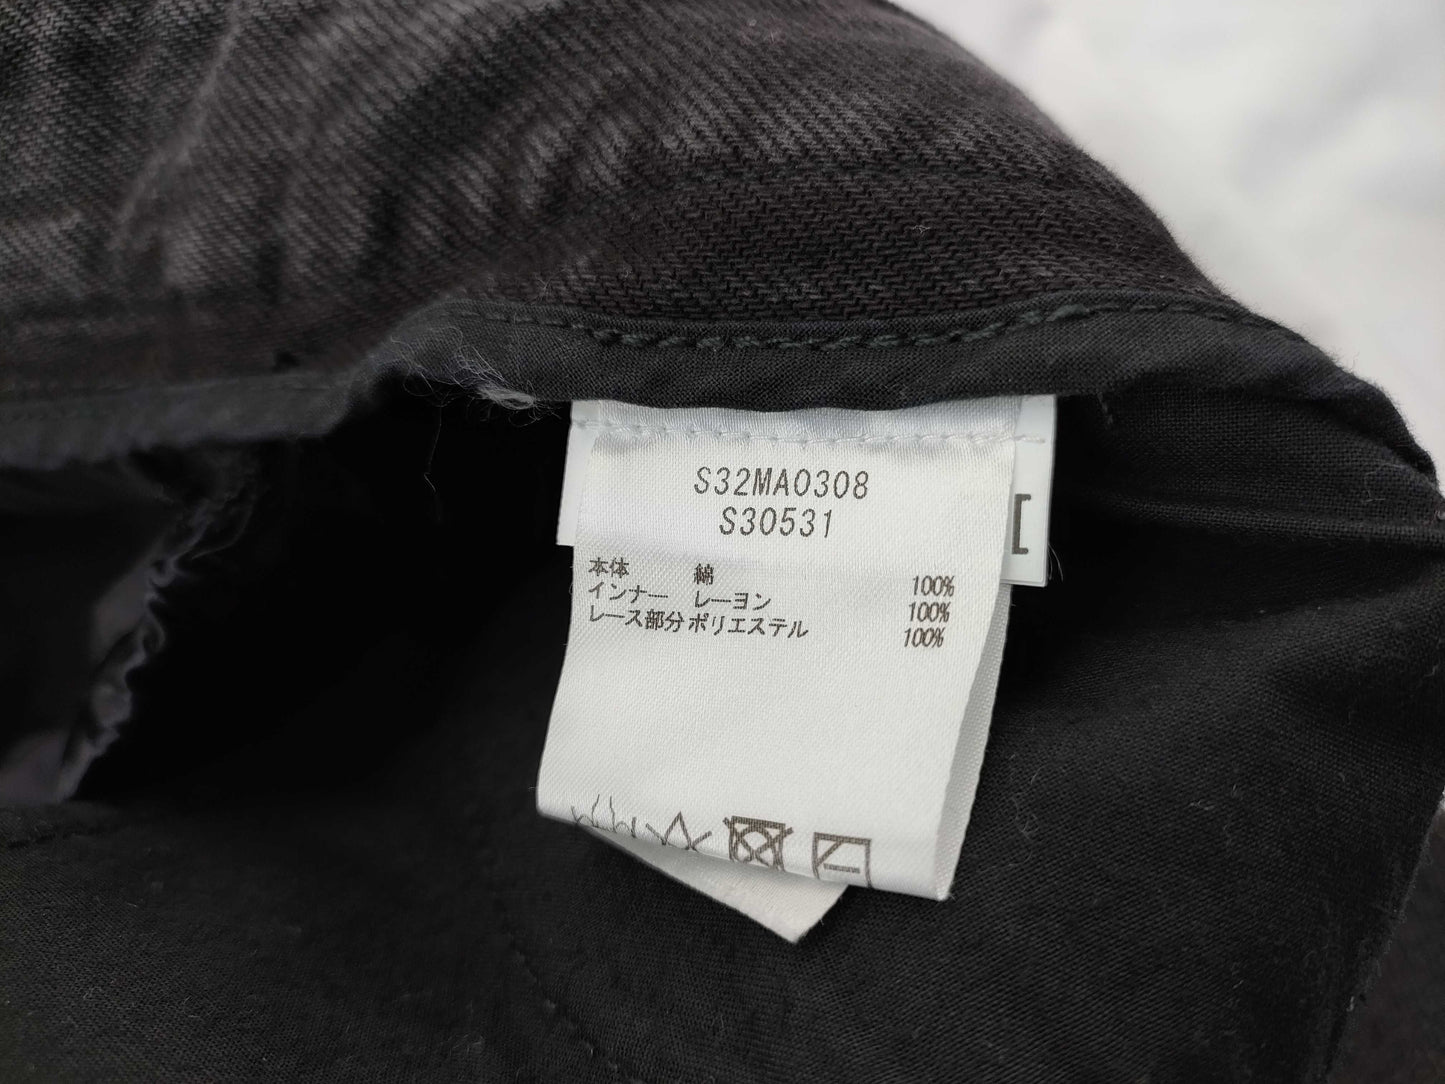 S32MA0308
S30531
本体 綿 100%
インナー レーヨン 100%
レース部分 ポリエステル 100%